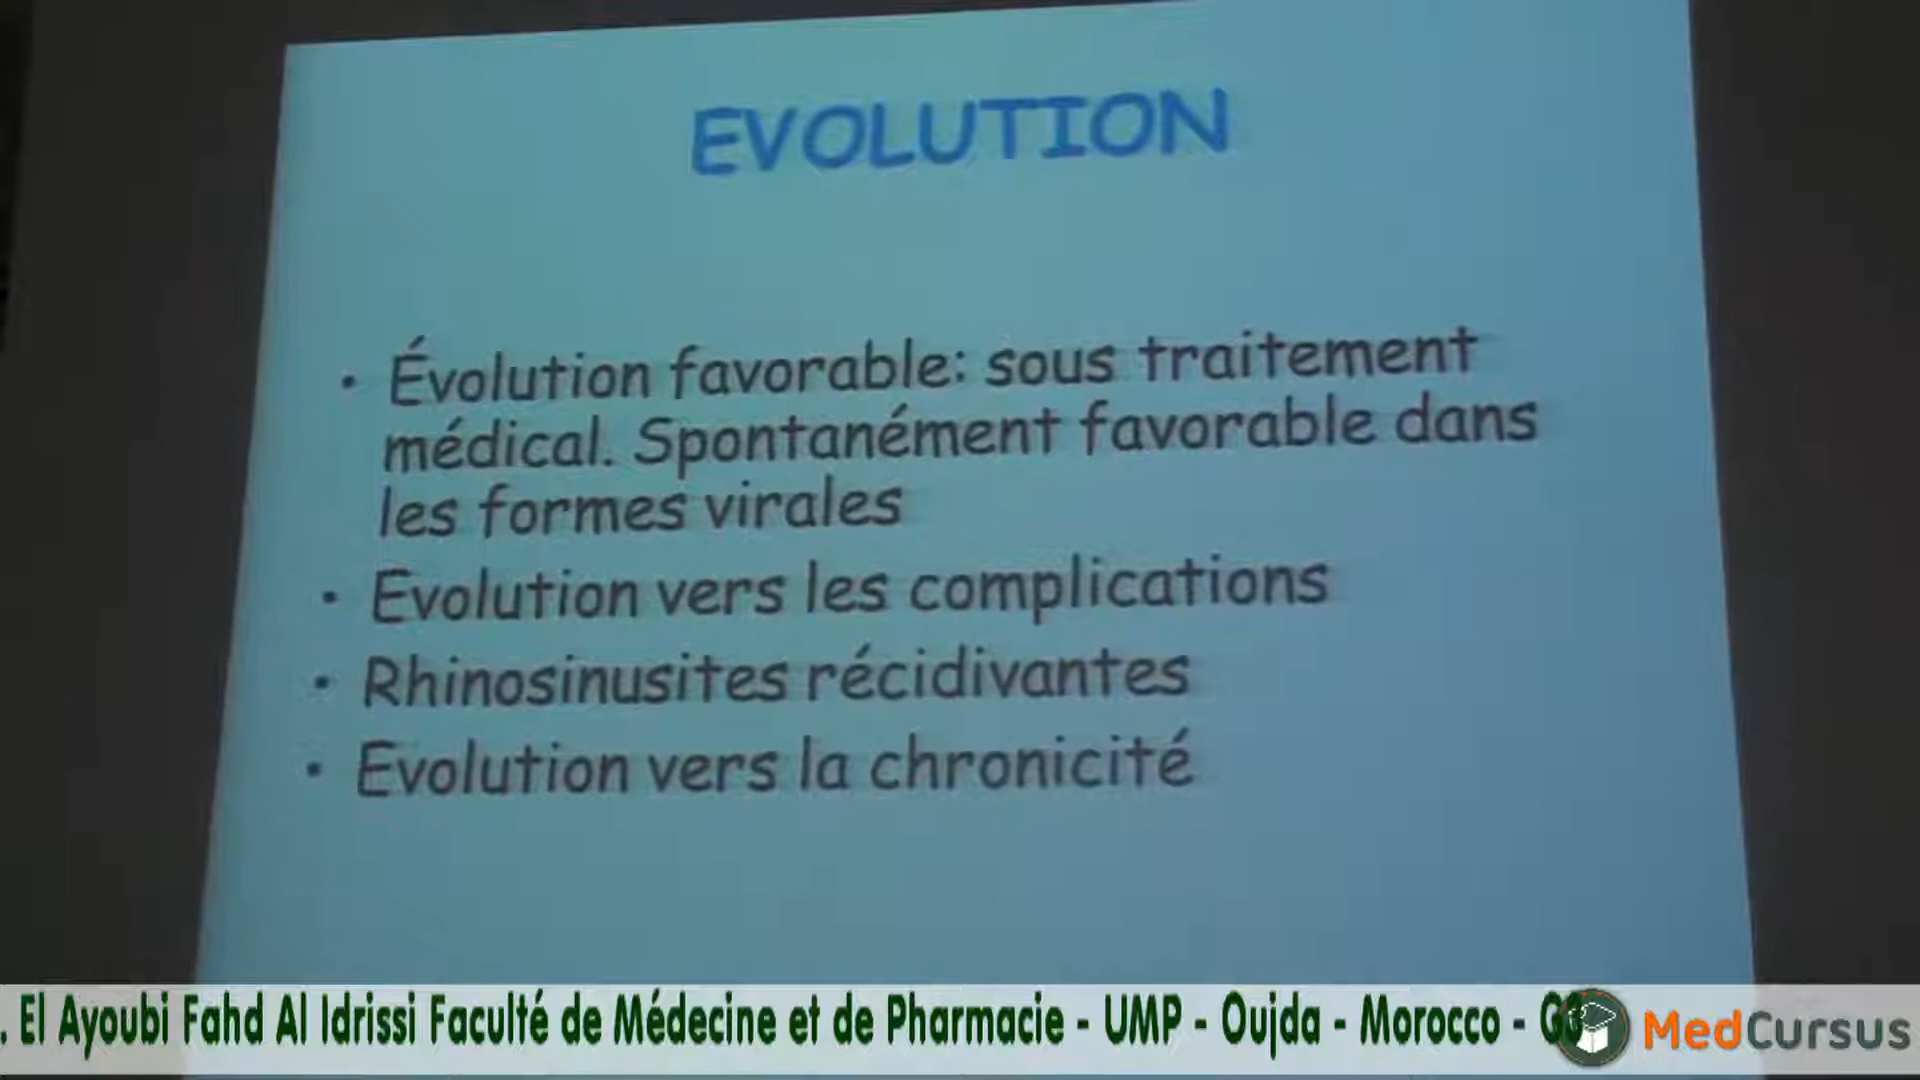 EVOLUTION
• Évolution favorable: sous traitement
médical. Spontanément favorable dans
les formes virales
• Evolution vers les complications
• Rhinosinusites récidivantes
• Evolution vers la chronicité
. El Ayoubi Fahd Al Idrissi Faculté de Médecine et de Pharmacie - UMP - Oujda - Morocco -
MedCursus